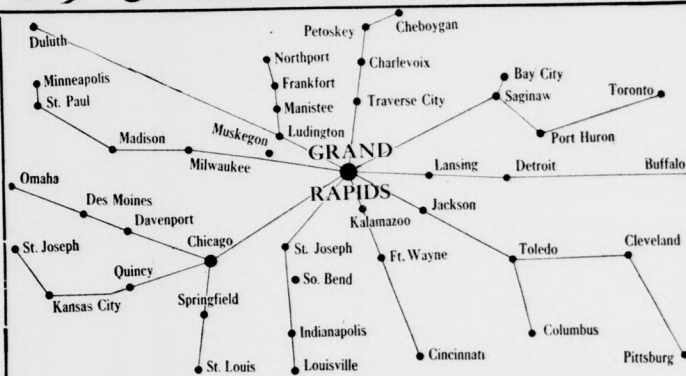 Duluth
Petoskey
Cheboygan
Northport
Charlevoix
Minneapolis
Frankfort
Bay City
St. Paul
Manistee
Traverse City
Saginaw
Toronto
Madison
Muskegon
Ludington
Port Huron
Milwaukee
GRAND
RAPIDS
Lansing
Detroit
Buffalo
Omaha
Des Moines
Davenport
Kalamazoo
Jackson
St. Joseph
Chicago
St. Joseph
Ft. Wayne
Toledo
Cleveland
Quincy
So. Bend
Kansas City
Springfield
Indianapolis
Columbus
St. Louis
Louisville
Cincinnati
Pittsburg